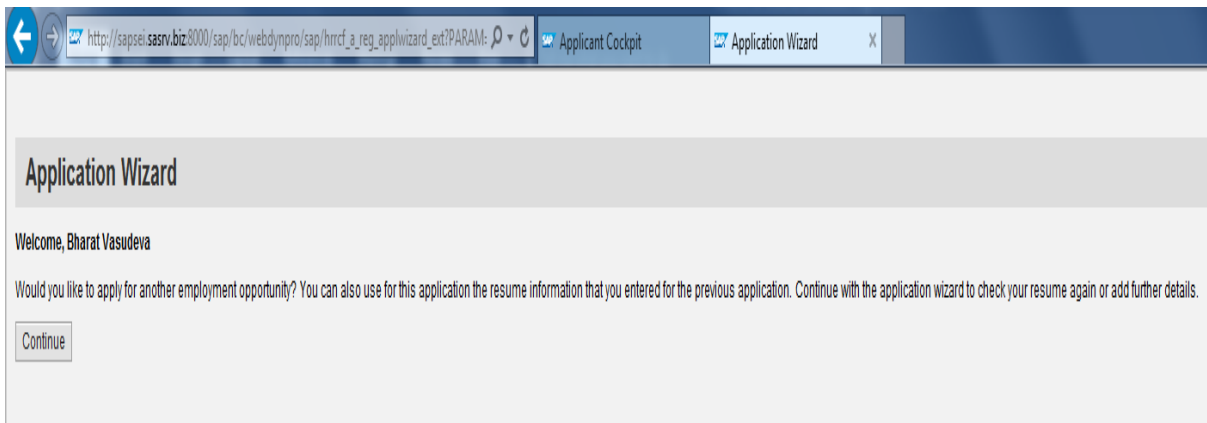 http://sapsei.sasrv.biz:8000/sap/bc/webdynpro/sap/hrrcf_a_reg_applwizard_ext?PARAM: SAP Applicant Cockpit SAP Application Wizard X
Application Wizard
Welcome, Bharat Vasudeva
Would you like to apply for another employment opportunity? You can also use for this application the resume information that you entered for the previous application. Continue with the application wizard to check your resume again or add further details.
Continue